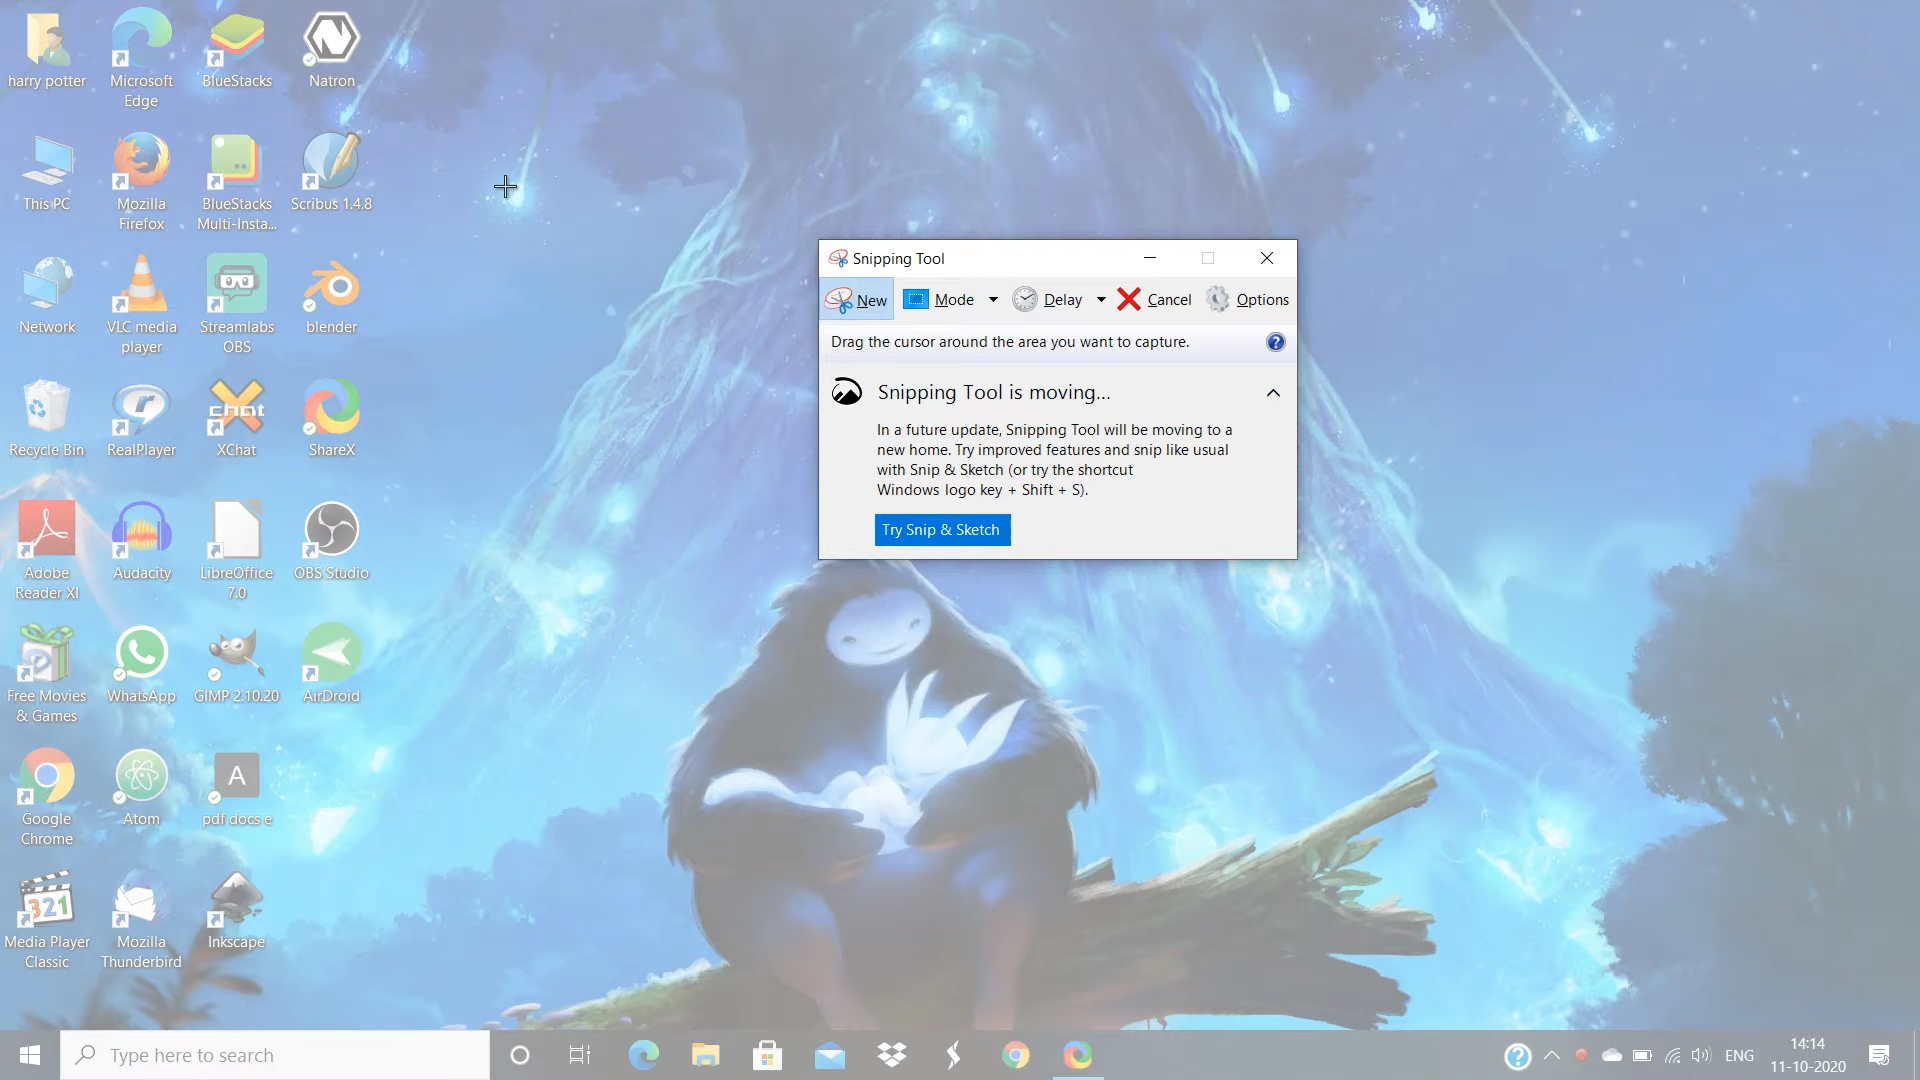 harry potter
Microsoft
Edge
BlueStacks
Natron
This PC
Mozilla
Firefox
BlueStacks
Multi-Insta...
Scribus 1.4.8
Network
VLC media
player
Streamlabs
OBS
blender
Recycle Bin
RealPlayer
chat
XChat
ShareX
Adobe
Reader XI
Audacity
LibreOffice
7.0
OBS Studio
Free Movies
& Games
WhatsApp
GIMP 2.10.20
AirDroid
Google
Chrome
Atom
A
pdf docs e
321
Media Player
Classic
Mozilla
Thunderbird
Inkscape
Snipping Tool
New
Mode
Delay
Cancel
Options
Drag the cursor around the area you want to capture.
Snipping Tool is moving...
In a future update, Snipping Tool will be moving to a
new home. Try improved features and snip like usual
with Snip & Sketch (or try the shortcut
Windows logo key + Shift + S).
Try Snip & Sketch
Type here to search
ENG
14:14
11-10-2020